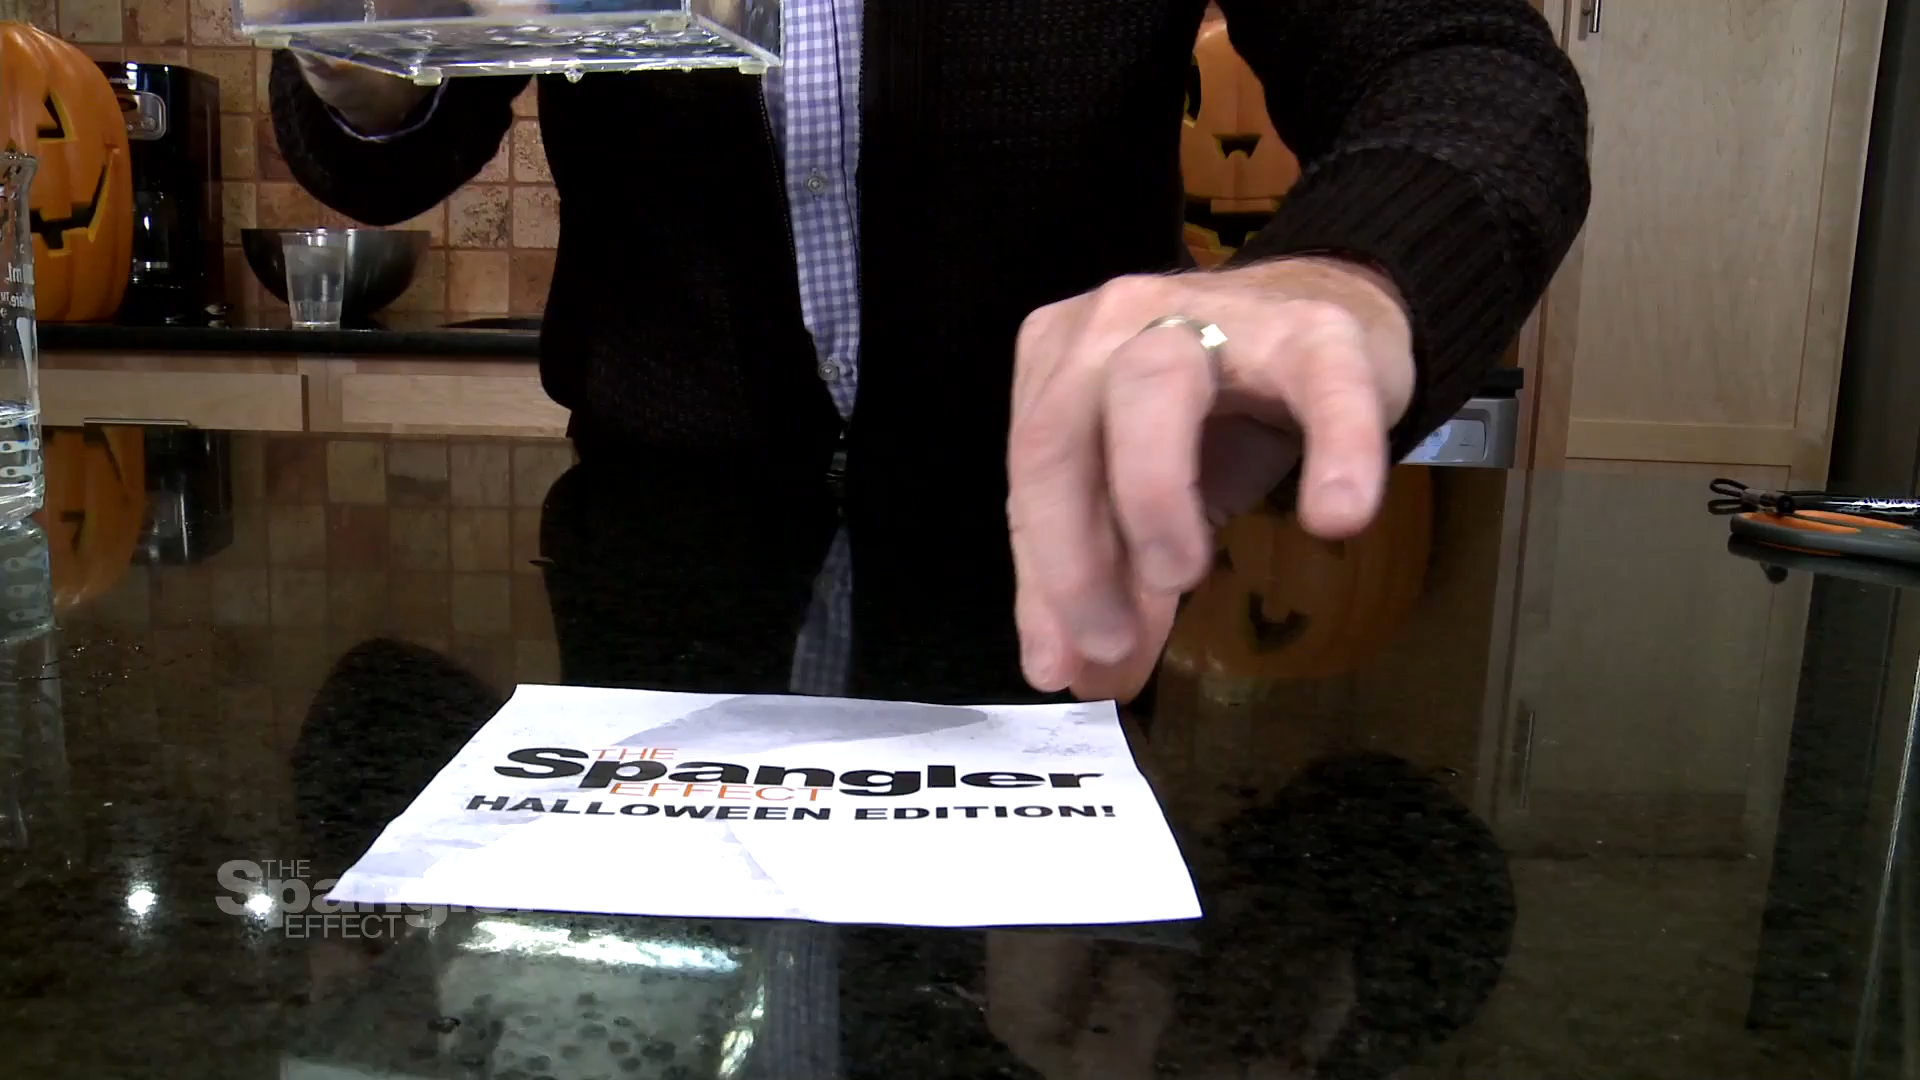 THE
Spangler
EFFECT
HALLOWEEN EDITION!
THE
Spangler
EFFECT